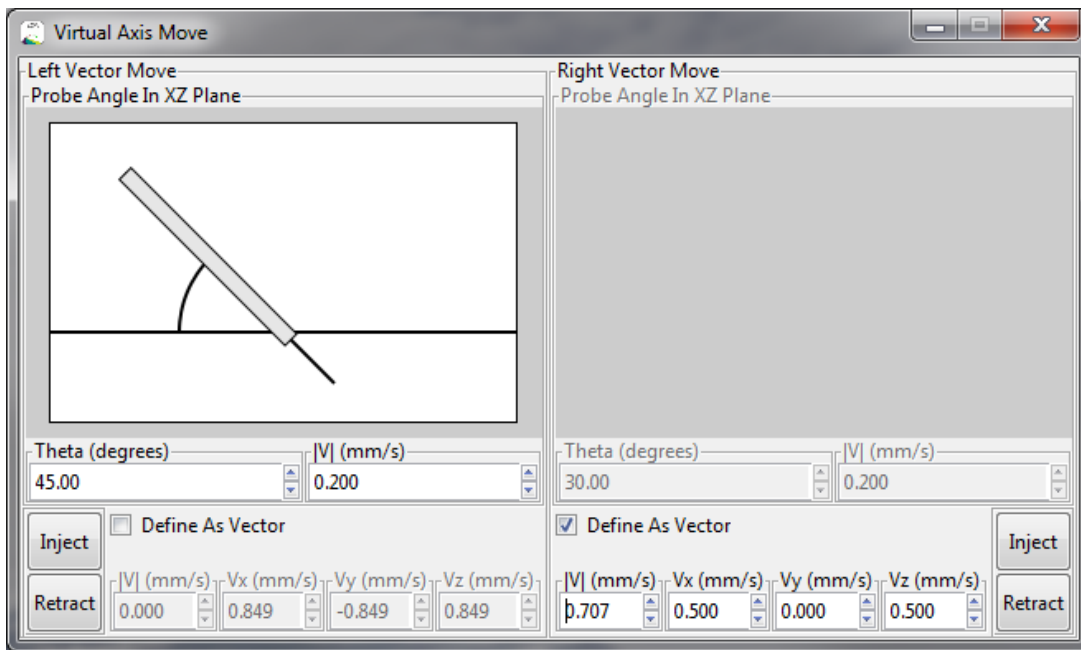 Virtual Axis Move
Left Vector Move
Probe Angle In XZ Plane
Theta (degrees) |V| (mm/s)
45.00 0.200
Inject
Define As Vector
Retract
|V| (mm/s) Vx (mm/s) Vy (mm/s) Vz (mm/s)
0.000 0.849 -0.849 0.849
Right Vector Move
Probe Angle In XZ Plane
Theta (degrees) |V| (mm/s)
30.00 0.200
Define As Vector
Inject
|V| (mm/s) Vx (mm/s) Vy (mm/s) Vz (mm/s)
0.707 0.500 0.000 0.500
Retract